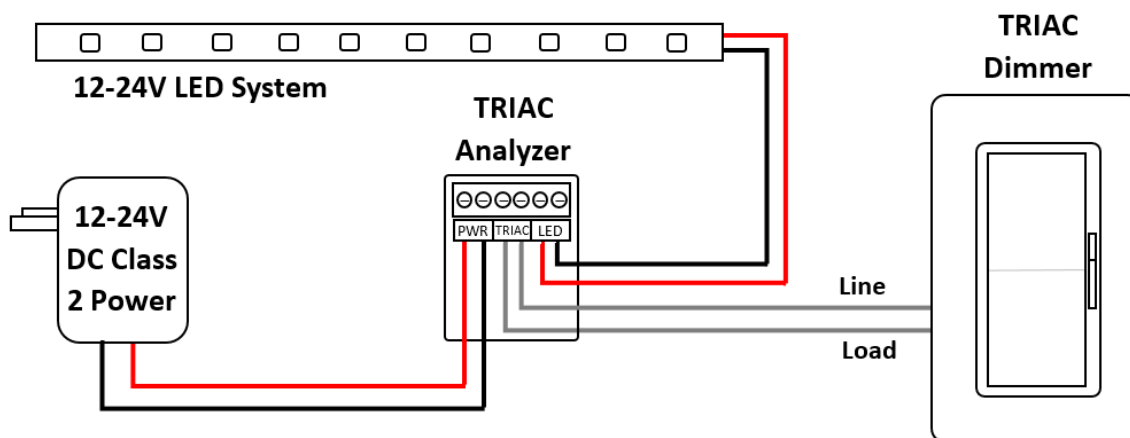 TRIAC
Dimmer
12-24V LED System
TRIAC
Analyzer
PWR TRIAC LED
12-24V
DC Class
2 Power
Line
Load